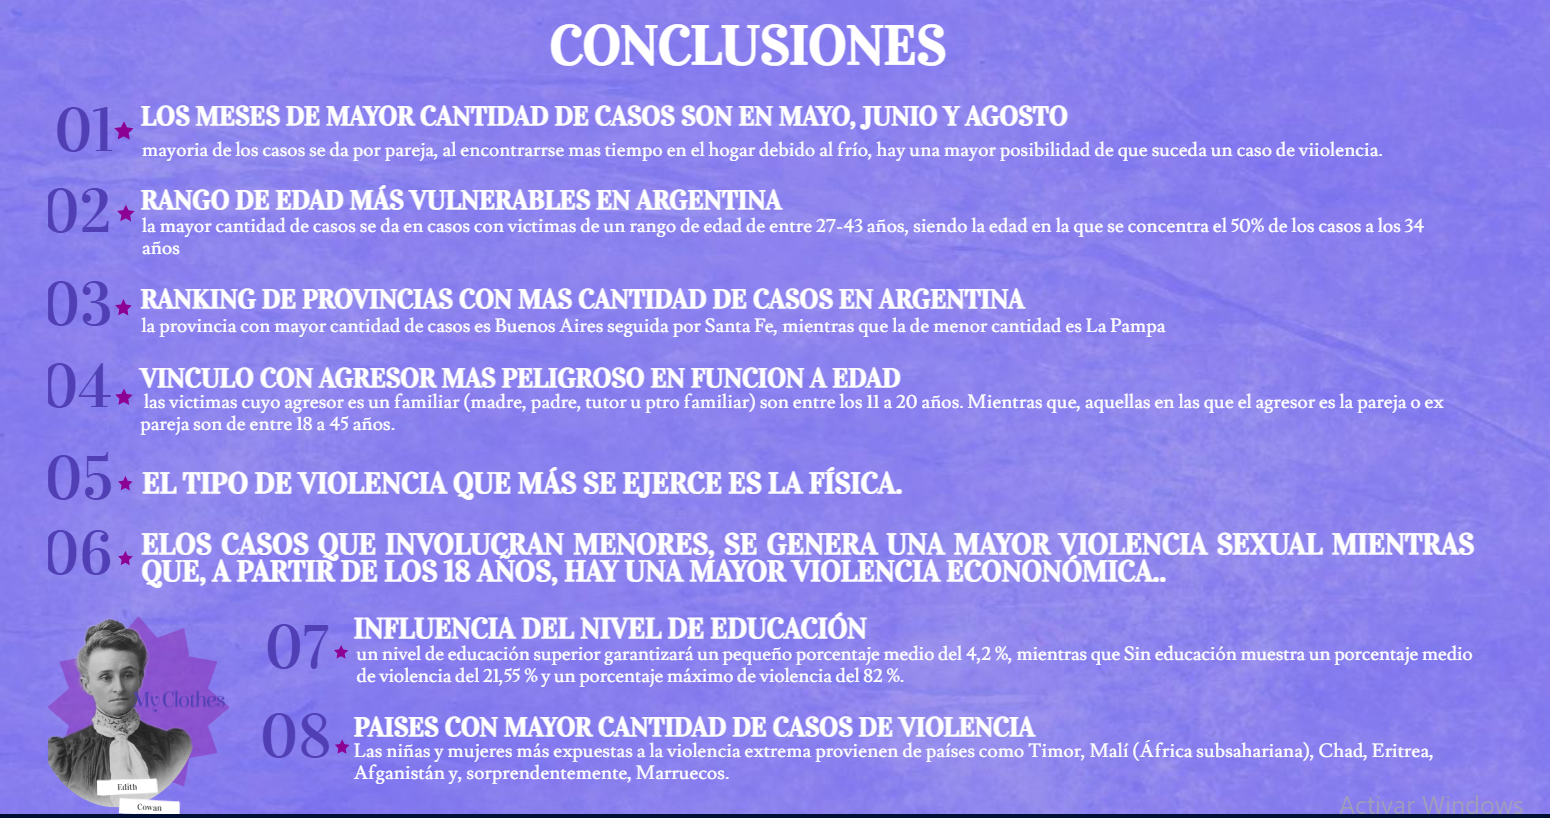 CONCLUSIONES
01
LOS MESES DE MAYOR CANTIDAD DE CASOS SON EN MAYO, JUNIO Y AGOSTO
mayoria de los casos se da por pareja, al encontrarrse mas tiempo en el hogar debido al frío, hay una mayor posibilidad de que suceda un caso de viiolencia.
02
RANGO DE EDAD MÁS VULNERABLES EN ARGENTINA
la mayor cantidad de casos se da en casos con victimas de un rango de edad de entre 27-43 años, siendo la edad en la que se concentra el 50% de los casos a los 34
años
03
RANKING DE PROVINCIAS CON MAS CANTIDAD DE CASOS EN ARGENTINA
la provincia con mayor cantidad de casos es Buenos Aires seguida por Santa Fe, mientras que la de menor cantidad es La Pampa
04
VINCULO CON AGRESOR MAS PELIGROSO EN FUNCION A EDAD
las victimas cuyo agresor es un familiar (madre, padre, tutor u ptro familiar) son entre los 11 a 20 años. Mientras que, aquellas en las que el agresor es la pareja o ex
pareja son de entre 18 a 45 años.
05
EL TIPO DE VIOLENCIA QUE MÁS SE EJERCE ES LA FÍSICA.
06
ELOS CASOS QUE INVOLUCRAN MENORES, SE GENERA UNA MAYOR VIOLENCIA SEXUAL MIENTRAS
QUE, A PARTIR DE LOS 18 AÑOS, HAY UNA MAYOR VIOLENCIA ECONONÓMICA..
07
INFLUENCIA DEL NIVEL DE EDUCACIÓN
un nivel de educación superior garantizará un pequeño porcentaje medio del 4,2 %, mientras que Sin educación muestra un porcentaje medio
de violencia del 21,55 % y un porcentaje máximo de violencia del 82 %.
My Clothes
08
PAISES CON MAYOR CANTIDAD DE CASOS DE VIOLENCIA
Las niñas y mujeres más expuestas a la violencia extrema provienen de países como Timor, Malí (África subsahariana), Chad, Eritrea,
Afganistán y, sorprendentemente, Marruecos.
Edith
Cowan
Activar Windows